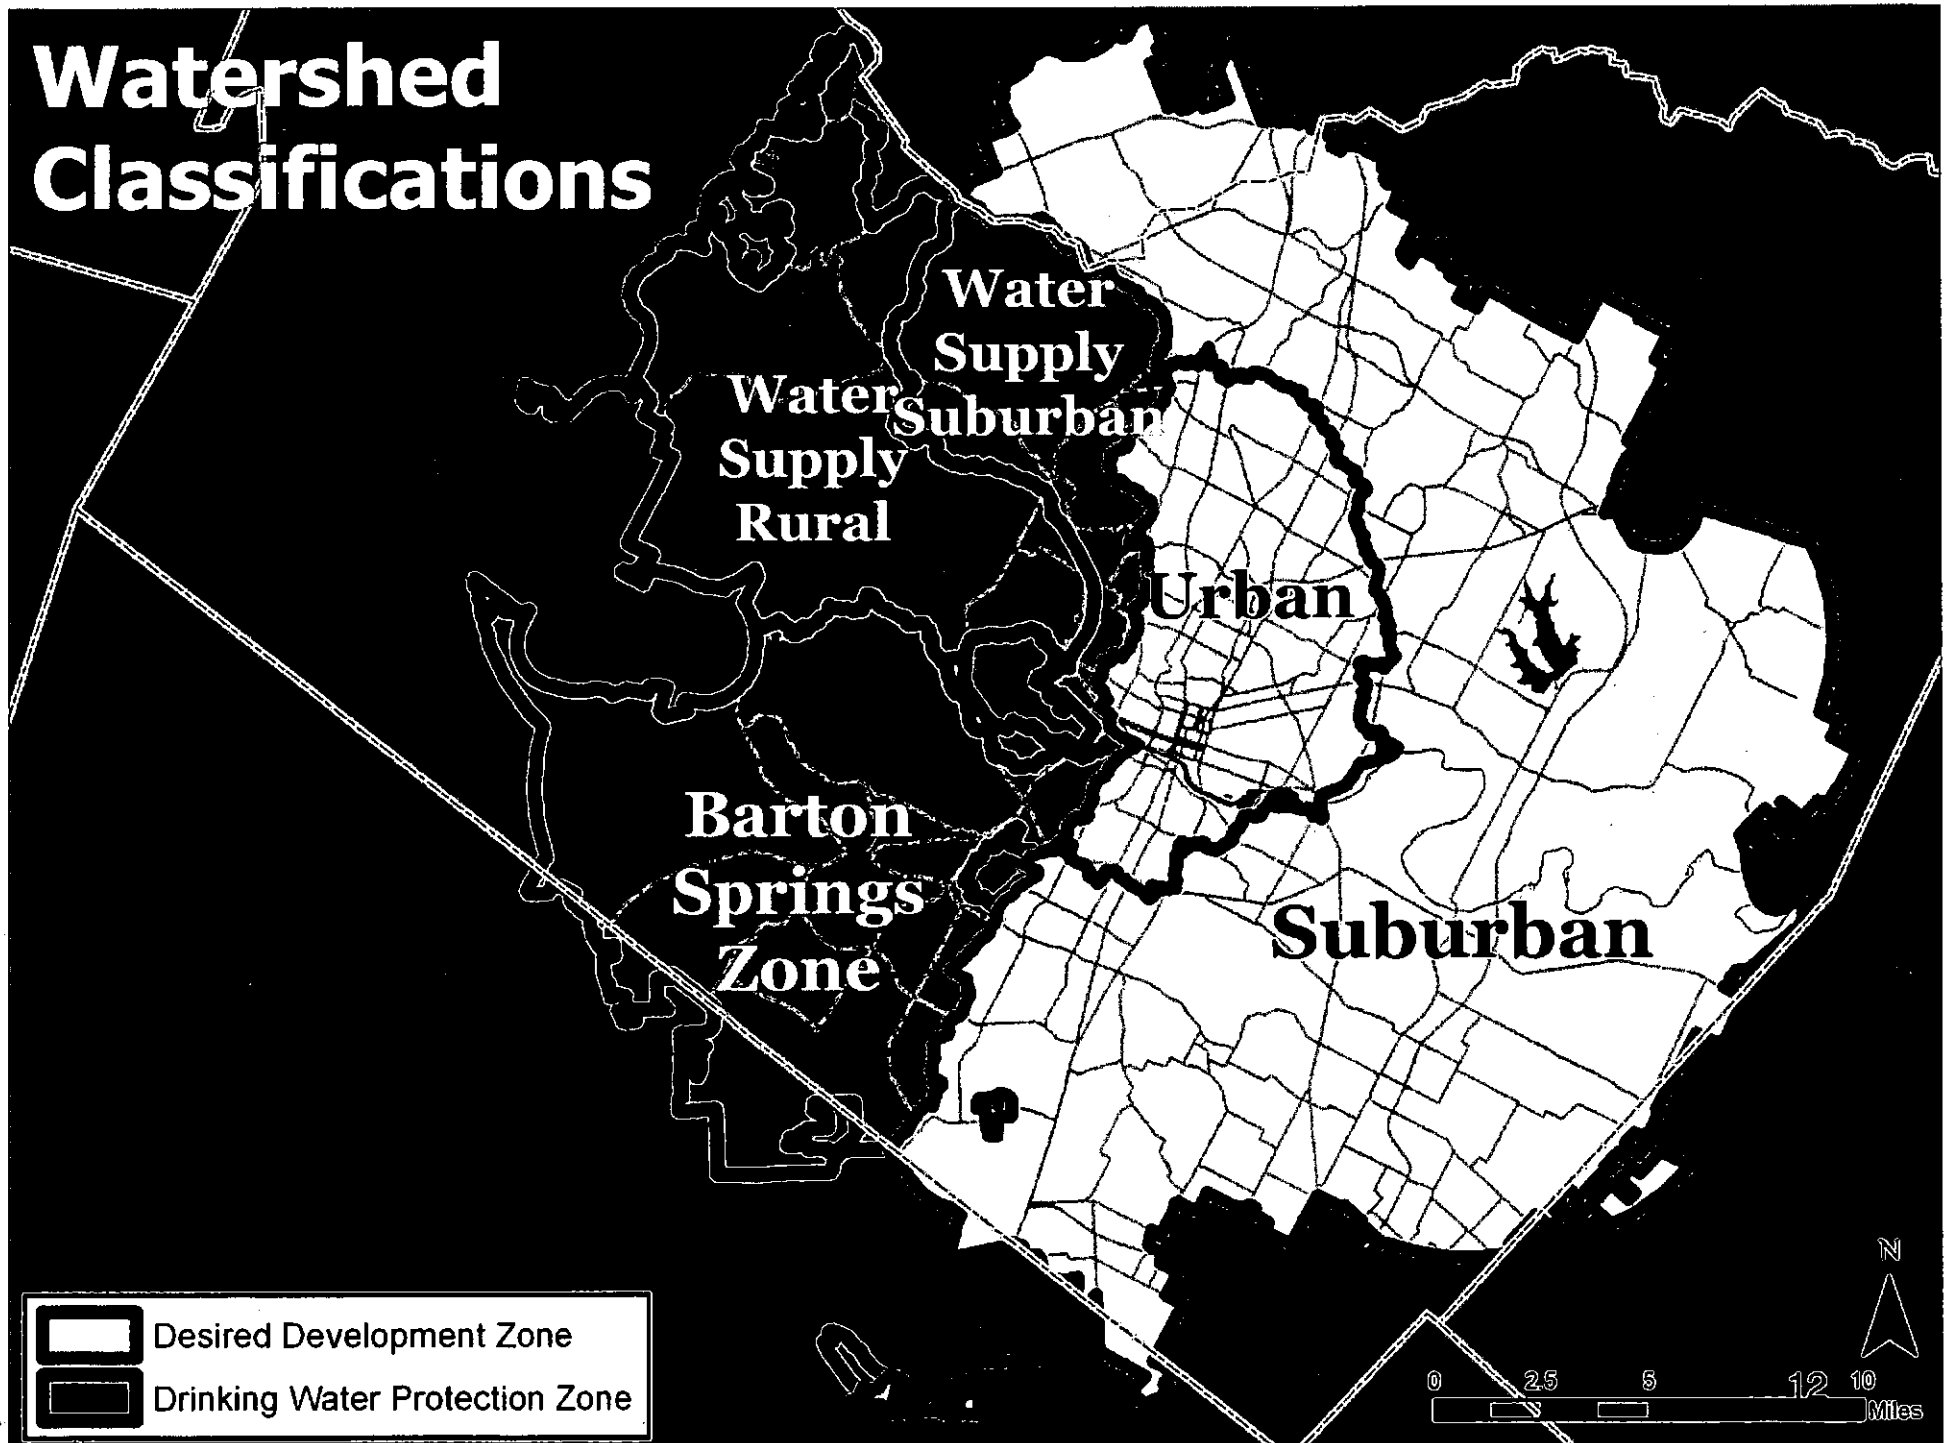 Watershed
Classifications
Water
Supply
Suburban
Water
Supply
Rural
Urban
Barton
Springs
Zone
Suburban
Desired Development Zone
Drinking Water Protection Zone
N
0 2.5 5 12 10
Miles